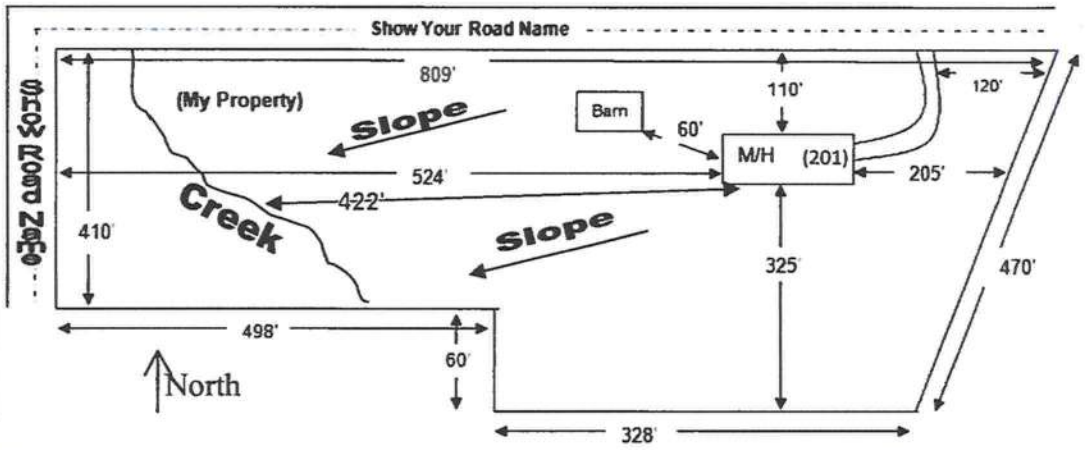 Show Your Road Name
Show Road Name
809'
110'
120'
(My Property)
Slope
Barn
60'
M/H (201)
524'
205'
422'
Creek
410'
Slope
325'
470'
498'
60'
North
328'